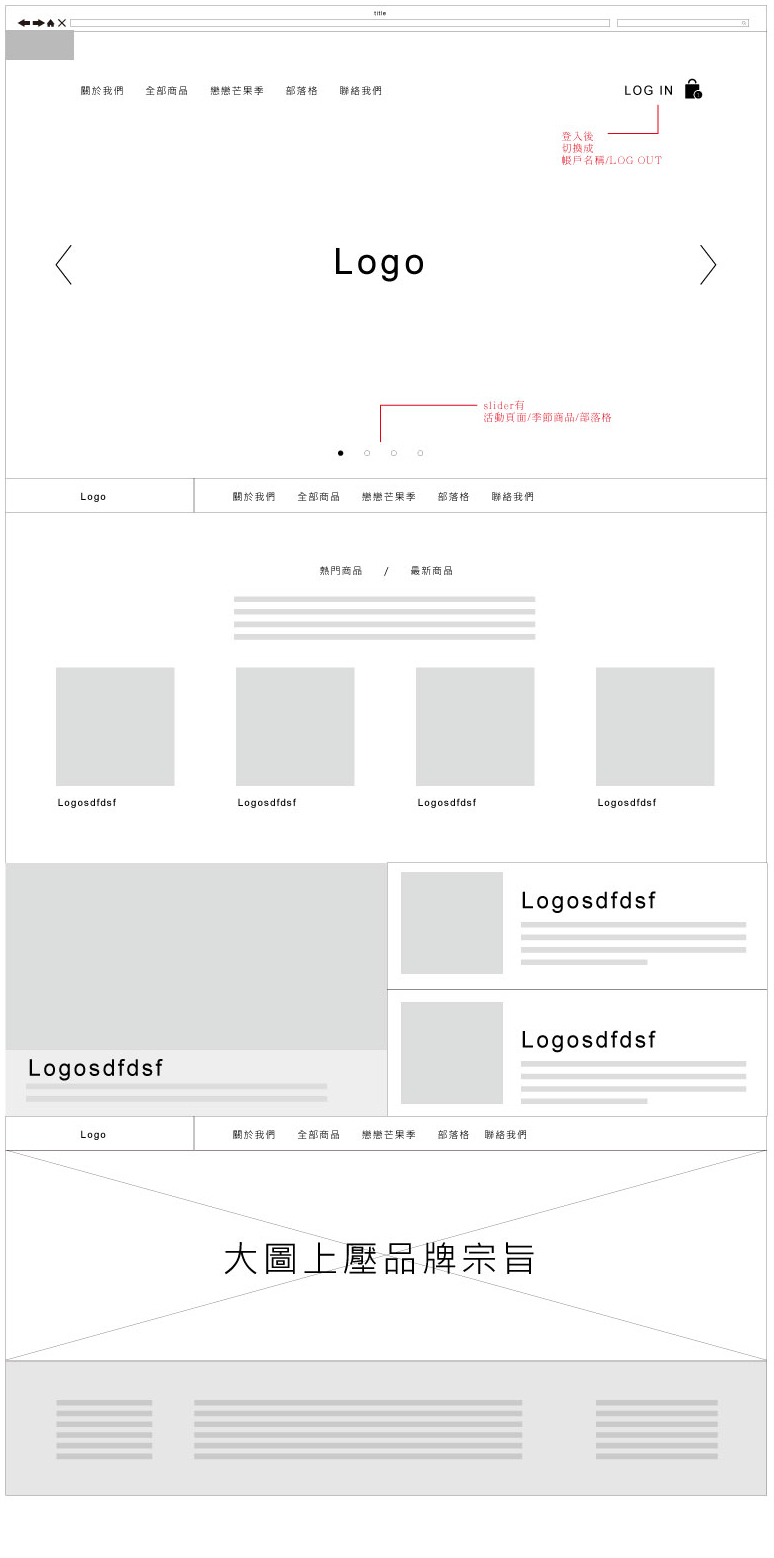 title
關於我們 全部商品 戀戀芒果季 部落格 聯絡我們 LOG IN
登入後
切換成
帳戶名稱/LOG OUT
Logo
slider有
活動頁面/季節商品/部落格
Logo 關於我們 全部商品 戀戀芒果季 部落格 聯絡我們
熱門商品 / 最新商品
Logosdfdsf Logosdfdsf Logosdfdsf Logosdfdsf
Logosdfdsf
Logosdfdsf
Logosdfdsf
Logo 關於我們 全部商品 戀戀芒果季 部落格 聯絡我們
大圖上壓品牌宗旨